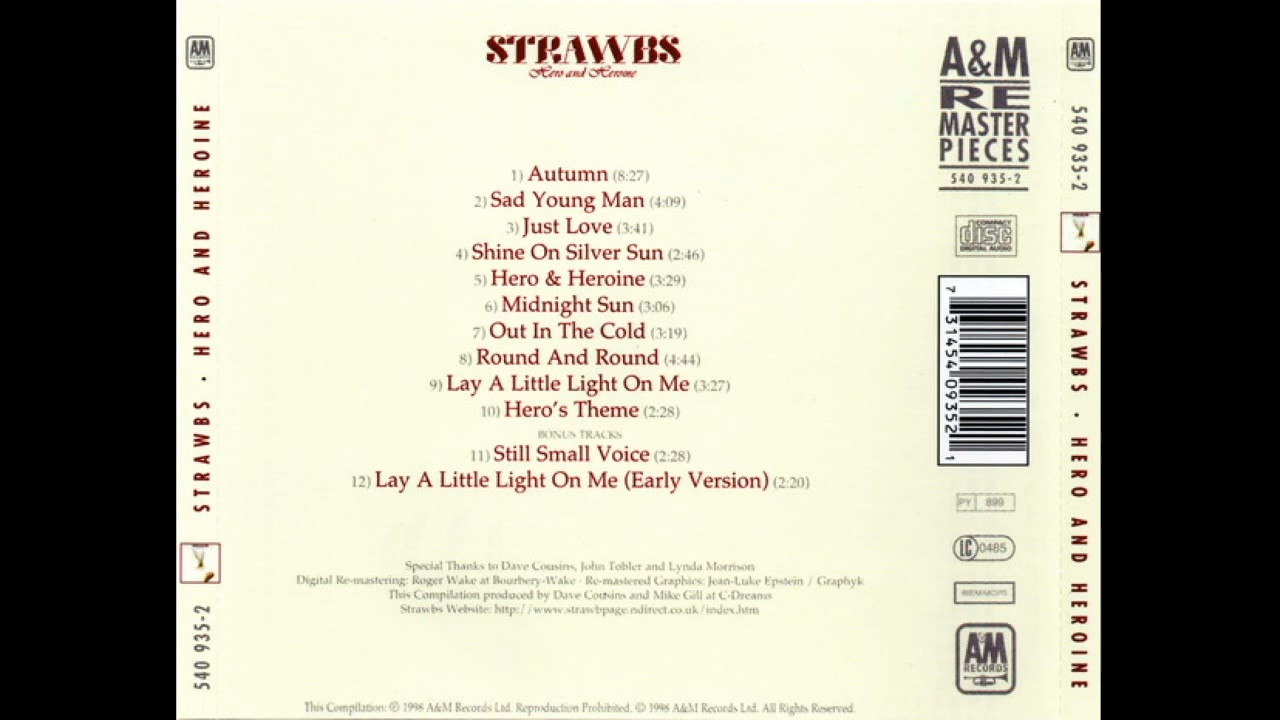 STRAWBS
Hero and Heroine
1) Autumn (8:27)
2) Sad Young Man (4:09)
3) Just Love (3:41)
4) Shine On Silver Sun (2:46)
5) Hero & Heroine (3:29)
6) Midnight Sun (3:06)
7) Out In The Cold (3:19)
8) Round And Round (4:44)
9) Lay A Little Light On Me (3:27)
10) Hero's Theme (2:28)
BONUS TRACKS
11) Still Small Voice (2:28)
12) Lay A Little Light On Me (Early Version) (2:20)
Special Thanks to Dave Cousins, John Tobler and Lynda Morrison
Digital Re-mastering: Roger Wake at Bourbery-Wake · Re-mastered Graphics: Jean-Luke Epstein / Graphyk
This Compilation produced by Dave Cousins and Mike Gill at C-Dreams
Strawbs Website: http://www.strawbpage.ndirect.co.uk/index.htm
This Compilation: ℗ 1998 A&M Records Ltd. Reproduction Prohibited. © 1998 A&M Records Ltd. All Rights Reserved.
AM
STRAWBS · HERO AND HEROINE
540 935-2
A&M
RE
MASTER
PIECES
540 935-2
COMPACT
disc
DIGITAL AUDIO
7 31454 09352 1
PY 899
LC 0485
AM
RECORDS
AM
540 935-2
STRAWBS · HERO AND HEROINE